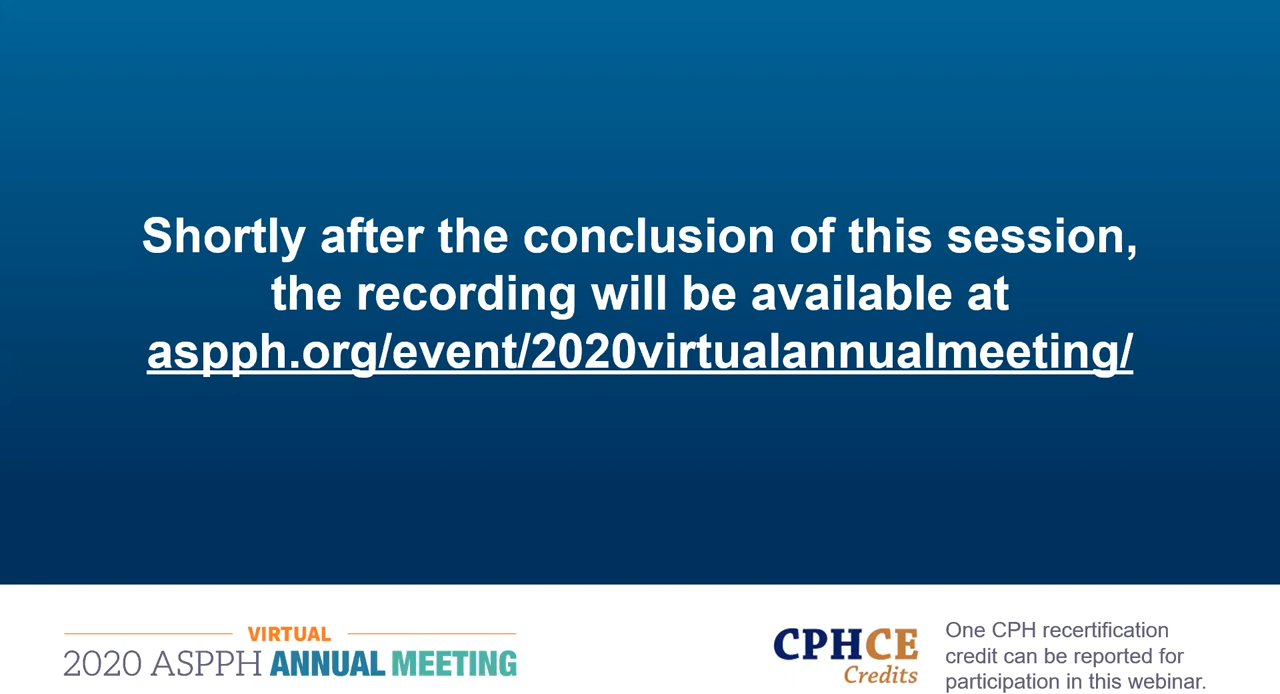 Shortly after the conclusion of this session,
the recording will be available at
aspph.org/event/2020virtualannualmeeting/
VIRTUAL
2020 ASPPH ANNUAL MEETING
CPHCE
Credits
One CPH recertification
credit can be reported for
participation in this webinar.